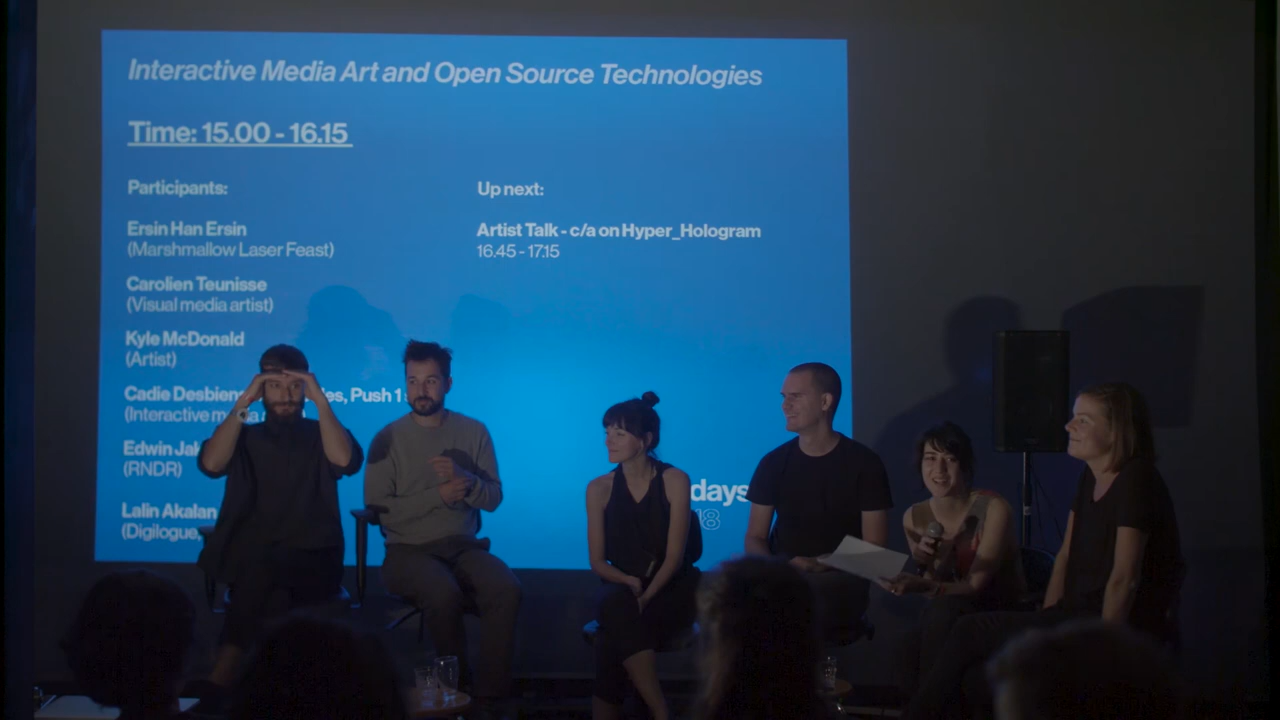 Interactive Media Art and Open Source Technologies
Time: 15.00 - 16.15
Participants:
Ersin Han Ersin
(Marshmallow Laser Feast)
Carolien Teunisse
(Visual media artist)
Kyle McDonald
(Artist)
Cadie Push 1
(Interactive
Edwin
(RNDR)
Lalin Akalan
(Digilogue,
Up next:
Artist Talk - c/a on Hyper_Hologram
16.45 - 17.15
days
18